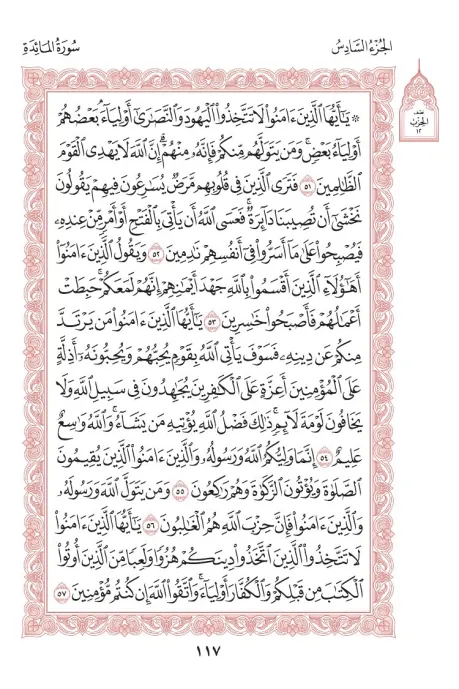 الجزء السادس
سورة المائدة
۞ يَٰٓأَيُّهَا ٱلَّذِينَ ءَامَنُواْ لَا تَتَّخِذُواْ ٱلۡيَهُودَ وَٱلنَّصَٰرَىٰٓ أَوۡلِيَآءَۘ بَعۡضُهُمۡ
أَوۡلِيَآءُ بَعۡضٖۚ وَمَن يَتَوَلَّهُم مِّنكُمۡ فَإِنَّهُۥ مِنۡهُمۡۗ إِنَّ ٱللَّهَ لَا يَهۡدِي ٱلۡقَوۡمَ
ٱلظَّٰلِمِينَ ٥١ فَتَرَى ٱلَّذِينَ فِي قُلُوبِهِم مَّرَضٞ يُسَٰرِعُونَ فِيهِمۡ يَقُولُونَ
نَخۡشَىٰٓ أَن تُصِيبَنَا دَآئِرَةٞۚ فَعَسَى ٱللَّهُ أَن يَأۡتِيَ بِٱلۡفَتۡحِ أَوۡ أَمۡرٖ مِّنۡ عِندِهِۦ
فَيُصۡبِحُواْ عَلَىٰ مَآ أَسَرُّواْ فِيٓ أَنفُسِهِمۡ نَٰدِمِينَ ٥٢ وَيَقُولُ ٱلَّذِينَ ءَامَنُوٓاْ
أَهَٰٓؤُلَآءِ ٱلَّذِينَ أَقۡسَمُواْ بِٱللَّهِ جَهۡدَ أَيۡمَٰنِهِمۡ إِنَّهُمۡ لَمَعَكُمۡۚ حَبِطَتۡ
أَعۡمَٰلُهُمۡ فَأَصۡبَحُواْ خَٰسِرِينَ ٥٣ يَٰٓأَيُّهَا ٱلَّذِينَ ءَامَنُواْ مَن يَرۡتَدَّ
مِنكُمۡ عَن دِينِهِۦ فَسَوۡفَ يَأۡتِي ٱللَّهُ بِقَوۡمٖ يُحِبُّهُمۡ وَيُحِبُّونَهُۥٓ أَذِلَّةٍ
عَلَى ٱلۡمُؤۡمِنِينَ أَعِزَّةٍ عَلَى ٱلۡكَٰفِرِينَ يُجَٰهِدُونَ فِي سَبِيلِ ٱللَّهِ وَلَا
يَخَافُونَ لَوۡمَةَ لَآئِمٖۚ ذَٰلِكَ فَضۡلُ ٱللَّهِ يُؤۡتِيهِ مَن يَشَآءُۚ وَٱللَّهُ وَٰسِعٌ
عَلِيمٌ ٥٤ إِنَّمَا وَلِيُّكُمُ ٱللَّهُ وَرَسُولُهُۥ وَٱلَّذِينَ ءَامَنُواْ ٱلَّذِينَ يُقِيمُونَ
ٱلصَّلَوٰةَ وَيُؤۡتُونَ ٱلزَّكَوٰةَ وَهُمۡ رَٰكِعُونَ ٥٥ وَمَن يَتَوَلَّ ٱللَّهَ وَرَسُولَهُۥ
وَٱلَّذِينَ ءَامَنُواْ فَإِنَّ حِزۡبَ ٱللَّهِ هُمُ ٱلۡغَٰلِبُونَ ٥٦ يَٰٓأَيُّهَا ٱلَّذِينَ ءَامَنُواْ
لَا تَتَّخِذُواْ ٱلَّذِينَ ٱتَّخَذُواْ دِينَكُمۡ هُزُوٗا وَلَعِبٗا مِّنَ ٱلَّذِينَ أُوتُواْ
ٱلۡكِتَٰبَ مِن قَبۡلِكُمۡ وَٱلۡكُفَّارَ أَوۡلِيَآءَۚ وَٱتَّقُواْ ٱللَّهَ إِن كُنتُم مُّؤۡمِنِينَ ٥٧
نصف
الحزب
١٢
١١٧